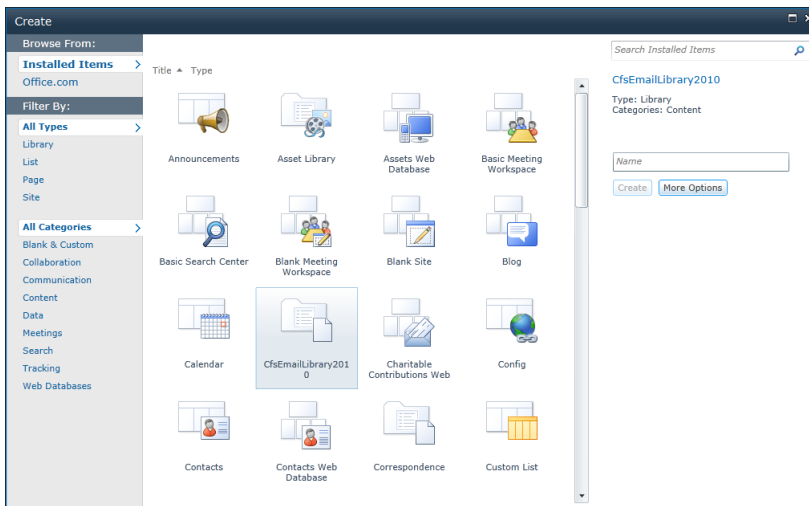 Create
Browse From:
Installed Items
Office.com
Filter By:
All Types
Library
List
Page
Site
All Categories
Blank & Custom
Collaboration
Communication
Content
Data
Meetings
Search
Tracking
Web Databases
Title Type
Announcements
Asset Library
Assets Web
Database
Basic Meeting
Workspace
Basic Search Center
Blank Meeting
Workspace
Blank Site
Blog
Calendar
CfsEmailLibrary201
0
Charitable
Contributions Web
Config
Contacts
Contacts Web
Database
Correspondence
Custom List
Search Installed Items
CfsEmailLibrary2010
Type: Library
Categories: Content
Name
Create More Options